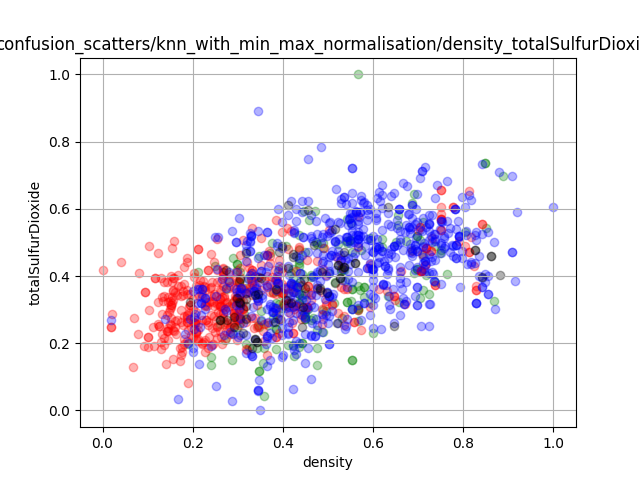 confusion_scatters/knn_with_min_max_normalisation/density_totalSulfurDioxi
1.0
0.8
0.6
0.4
0.2
0.0
totalSulfurDioxide
0.0 0.2 0.4 0.6 0.8 1.0
density